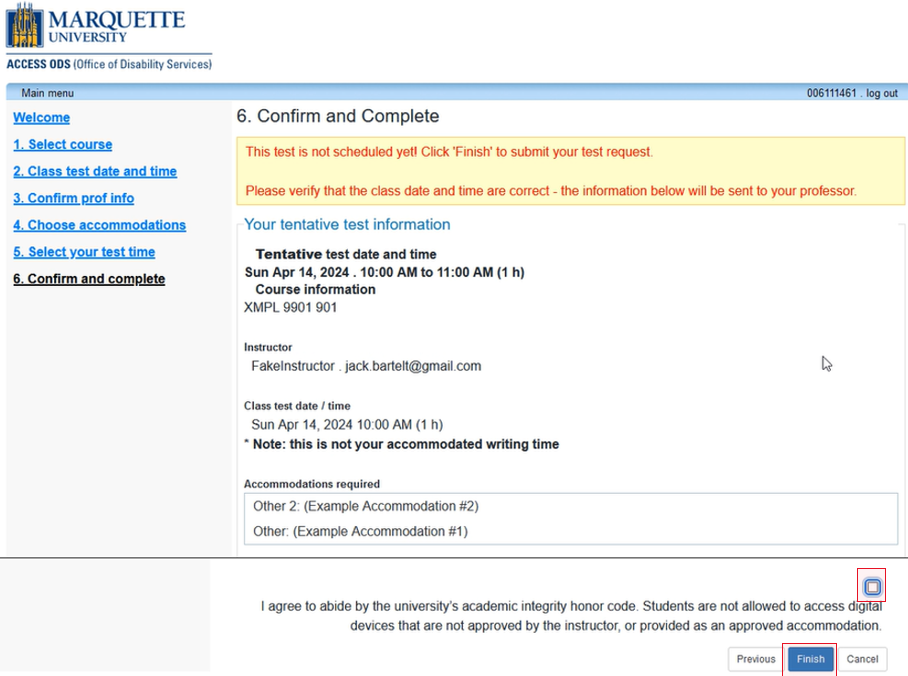 MARQUETTE
UNIVERSITY
ACCESS ODS (Office of Disability Services)
Main menu
006111461 . log out
Welcome
1. Select course
2. Class test date and time
3. Confirm prof info
4. Choose accommodations
5. Select your test time
6. Confirm and complete
6. Confirm and Complete
This test is not scheduled yet! Click 'Finish' to submit your test request.
Please verify that the class date and time are correct - the information below will be sent to your professor.
Your tentative test information
Tentative test date and time
Sun Apr 14, 2024 . 10:00 AM to 11:00 AM (1 h)
Course information
XMPL 9901 901
Instructor
FakeInstructor . jack.bartelt@gmail.com
Class test date / time
Sun Apr 14, 2024 10:00 AM (1 h)
* Note: this is not your accommodated writing time
Accommodations required
Other 2: (Example Accommodation #2)
Other: (Example Accommodation #1)
I agree to abide by the university's academic integrity honor code. Students are not allowed to access digital
devices that are not approved by the instructor, or provided as an approved accommodation.
Previous
Finish
Cancel